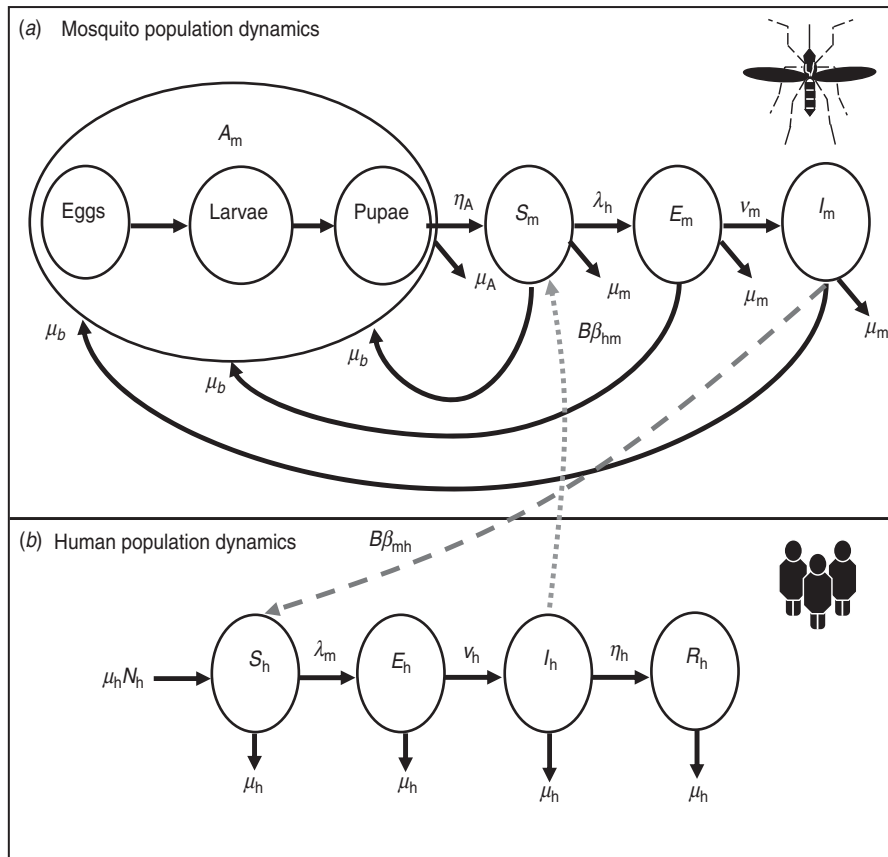 (a) Mosquito population dynamics
A_m
Eggs
Larvae
Pupae
η_A
S_m
λ_h
E_m
ν_m
I_m
μ_A
μ_m
μ_m
μ_m
μ_b
μ_b
μ_b
Bβ_hm
(b) Human population dynamics
Bβ_mh
μ_hN_h
S_h
λ_m
E_h
ν_h
I_h
η_h
R_h
μ_h
μ_h
μ_h
μ_h